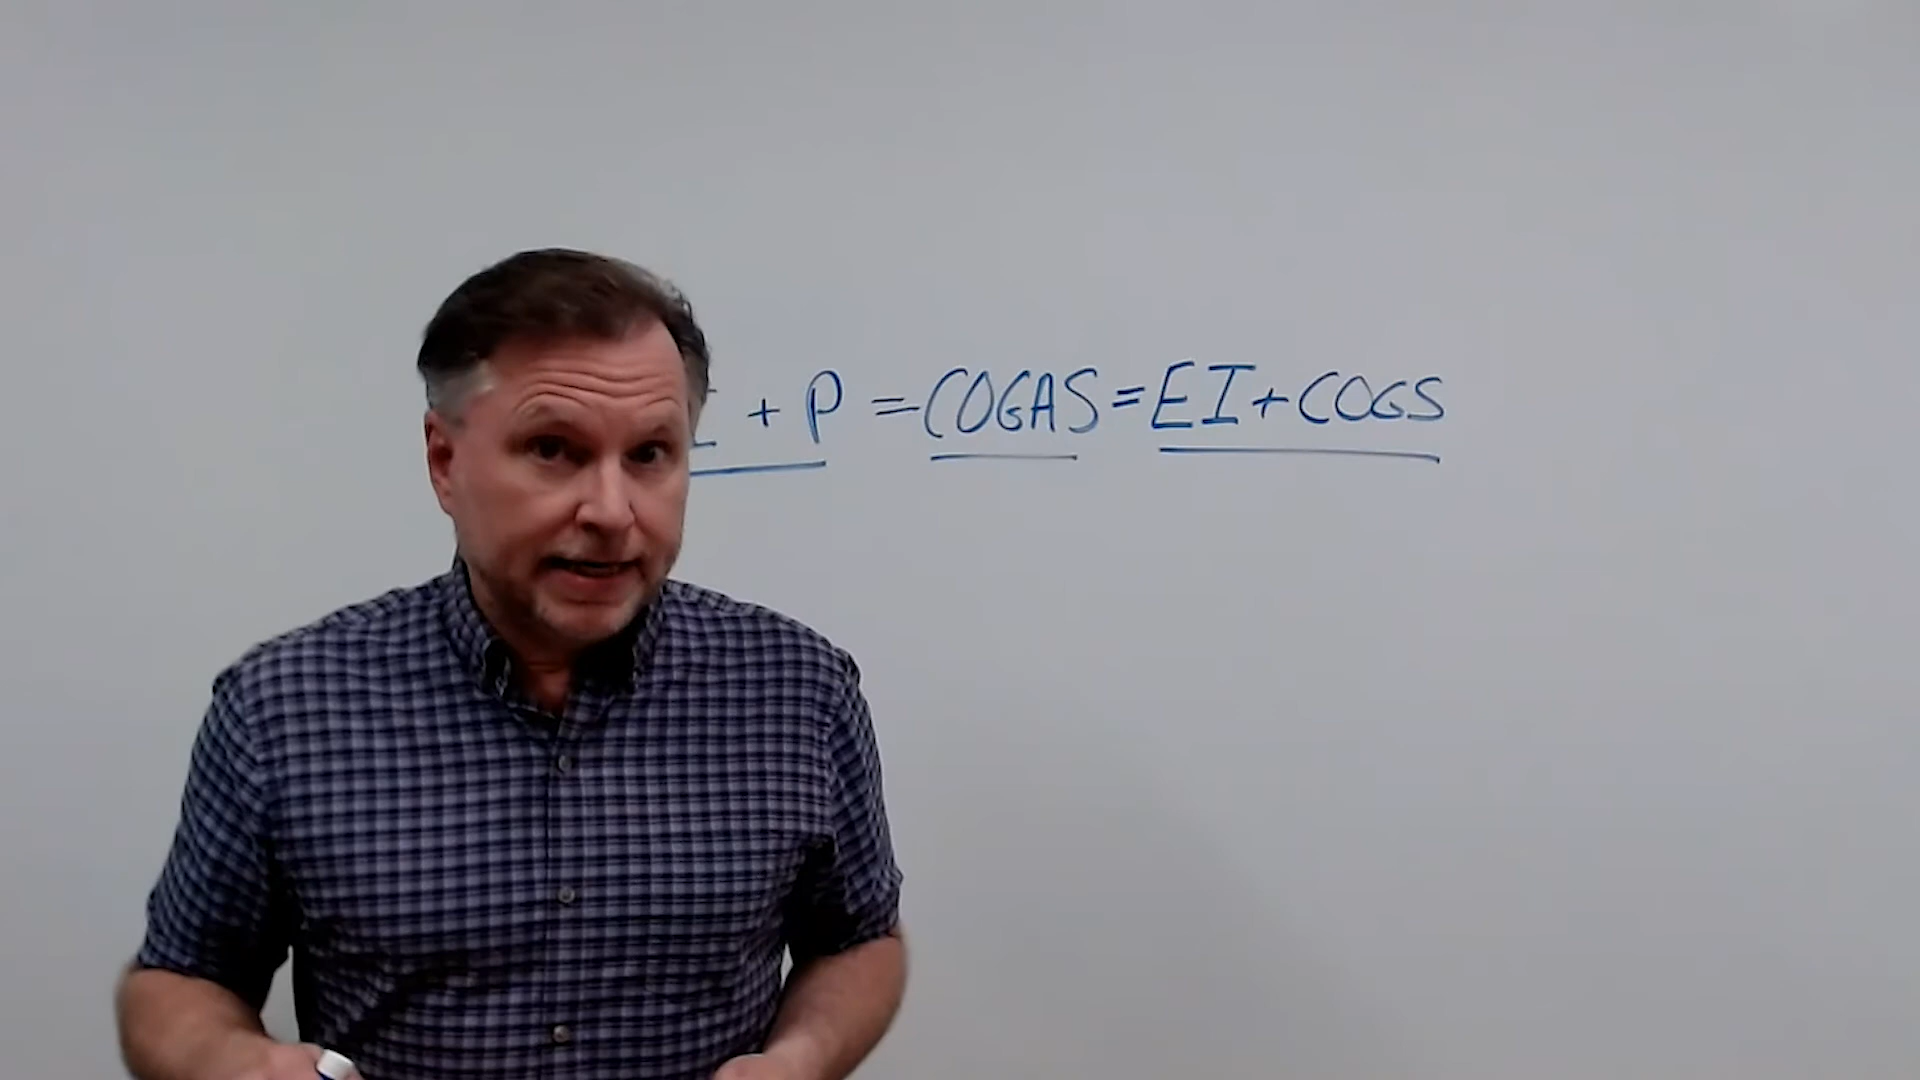 + P = COGAS = EI + COGS